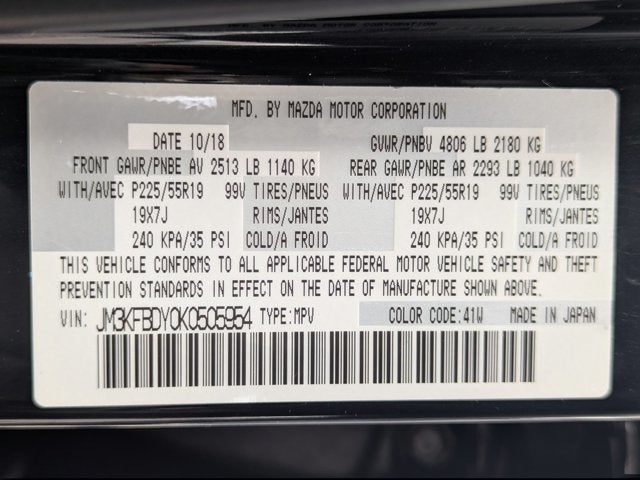 MFD. BY MAZDA MOTOR CORPORATION
DATE 10/18 GVWR/PNBV 4806 LB 2180 KG
FRONT GAWR/PNBE AV 2513 LB 1140 KG REAR GAWR/PNBE AR 2293 LB 1040 KG
WITH/AVEC P225/55R19 99V TIRES/PNEUS WITH/AVEC P225/55R19 99V TIRES/PNEUS
19X7J RIMS/JANTES 19X7J RIMS/JANTES
240 KPA/35 PSI COLD/A FROID 240 KPA/35 PSI COLD/A FROID
THIS VEHICLE CONFORMS TO ALL APPLICABLE FEDERAL MOTOR VEHICLE SAFETY AND THEFT
PREVENTION STANDARDS IN EFFECT ON THE DATE OF MANUFACTURE SHOWN ABOVE.
VIN: JM3KFBDY0K0505954 TYPE:MPV COLOR CODE:41W MADE IN JAPAN